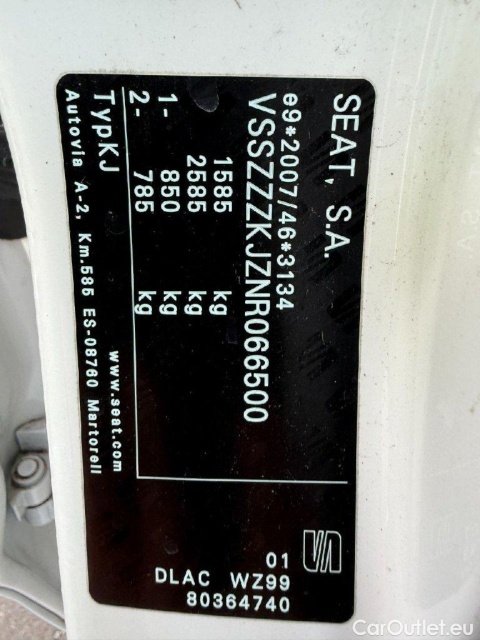 SEAT, S.A.
e9*2007/46*3134
VSSZZZKJZNR066500
1585 kg
2585 kg
1- 850 kg
2- 785 kg
TypKJ
www.seat.com
Autovia A-2, Km.585 ES-08760 Martorell
01
DLAC WZ99
80364740
CarOutlet.eu